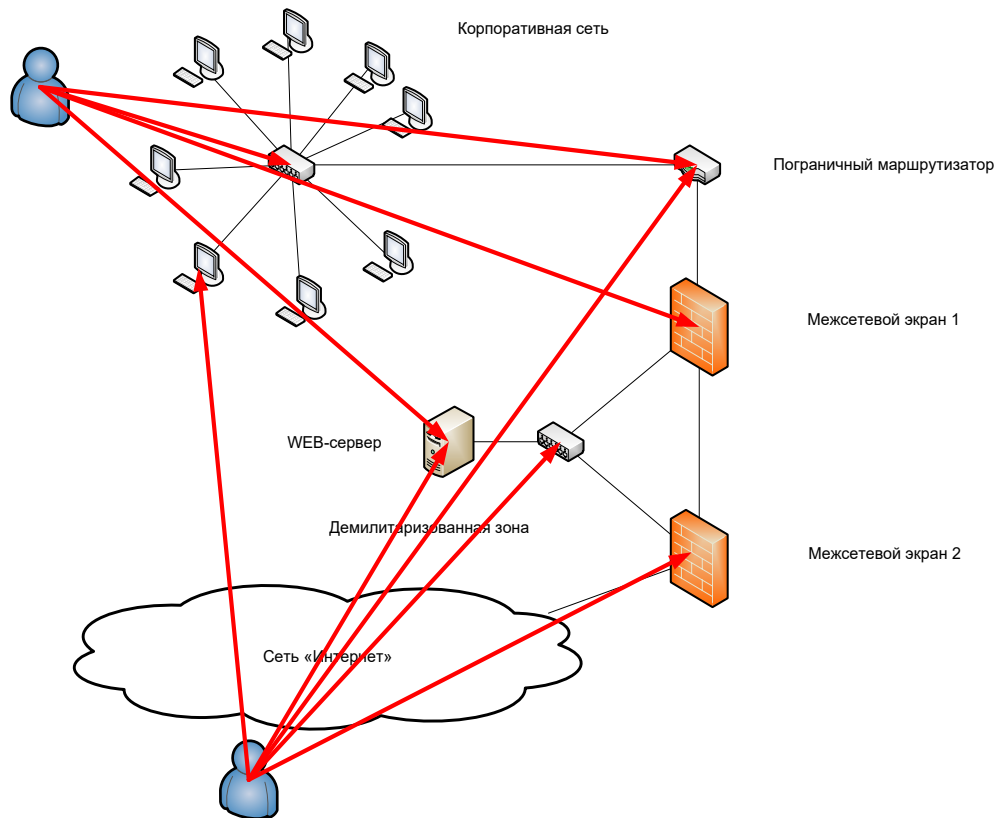 Корпоративная сеть
Пограничный маршрутизатор
Межсетевой экран 1
WEB-сервер
Демилитаризованная зона
Межсетевой экран 2
Сеть «Интернет»